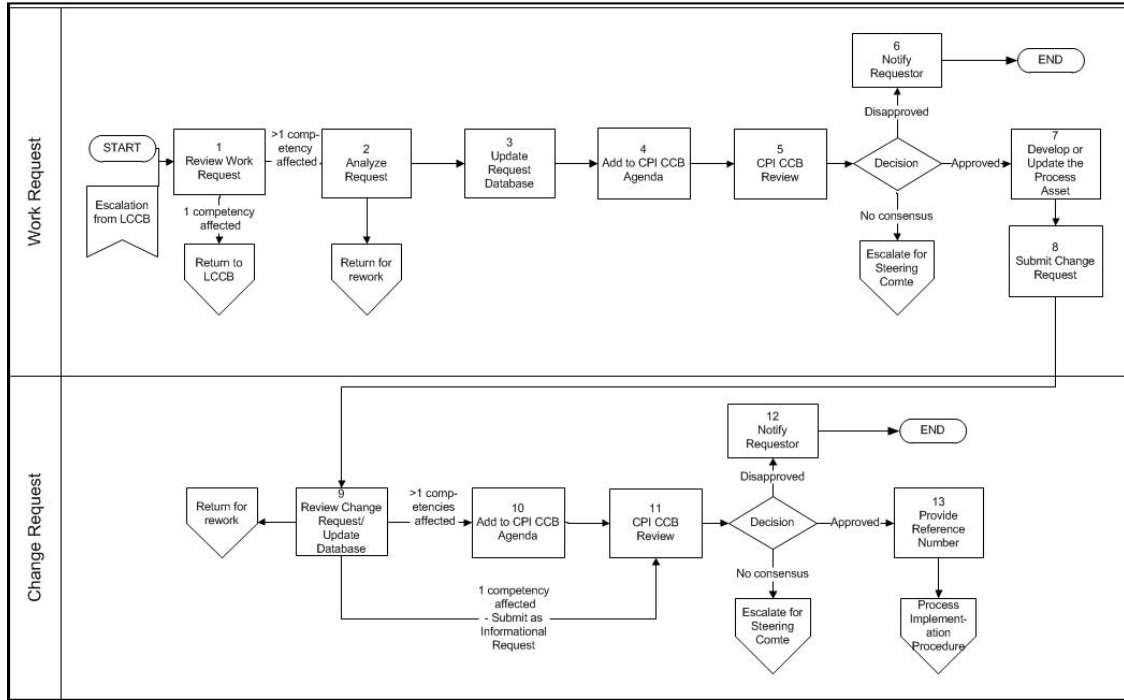 Work Request
START
Escalation
from LCCB
1
Review Work
Request
>1 comp-
etency
affected
1 competency
affected
Return to
LCCB
2
Analyze
Request
Return for
rework
3
Update
Request
Database
4
Add to CPI CCB
Agenda
5
CPI CCB
Review
Decision
Disapproved
6
Notify
Requestor
END
Approved
7
Develop or
Update the
Process
Asset
8
Submit Change
Request
No consensus
Escalate for
Steering
Comte
Change Request
Return for
rework
9
Review Change
Request/
Update
Database
>1 comp-
etencies
affected
10
Add to CPI CCB
Agenda
11
CPI CCB
Review
1 competency
affected
- Submit as
Informational
Request
Decision
Disapproved
12
Notify
Requestor
END
Approved
13
Provide
Reference
Number
Process
Implement-
ation
Procedure
No consensus
Escalate for
Steering
Comte